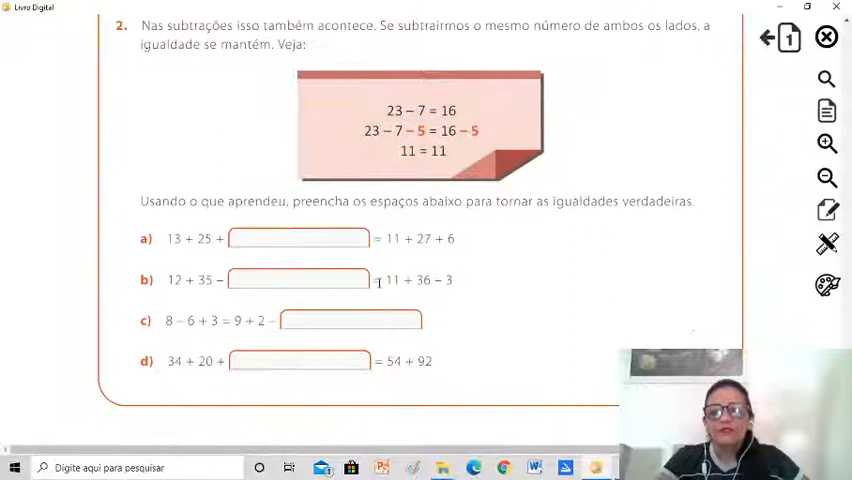 Livro Digital
2. Nas subtrações isso também acontece. Se subtrairmos o mesmo número de ambos os lados, a
igualdade se mantém. Veja:
1
23 – 7 = 16
23 – 7 – 5 = 16 – 5
11 = 11
Usando o que aprendeu, preencha os espaços abaixo para tornar as igualdades verdadeiras.
a) 13 + 25 + = 11 + 27 + 6
b) 12 + 35 – = 11 + 36 – 3
c) 8 – 6 + 3 = 9 + 2 –
d) 34 + 20 + = 54 + 92
Digite aqui para pesquisar